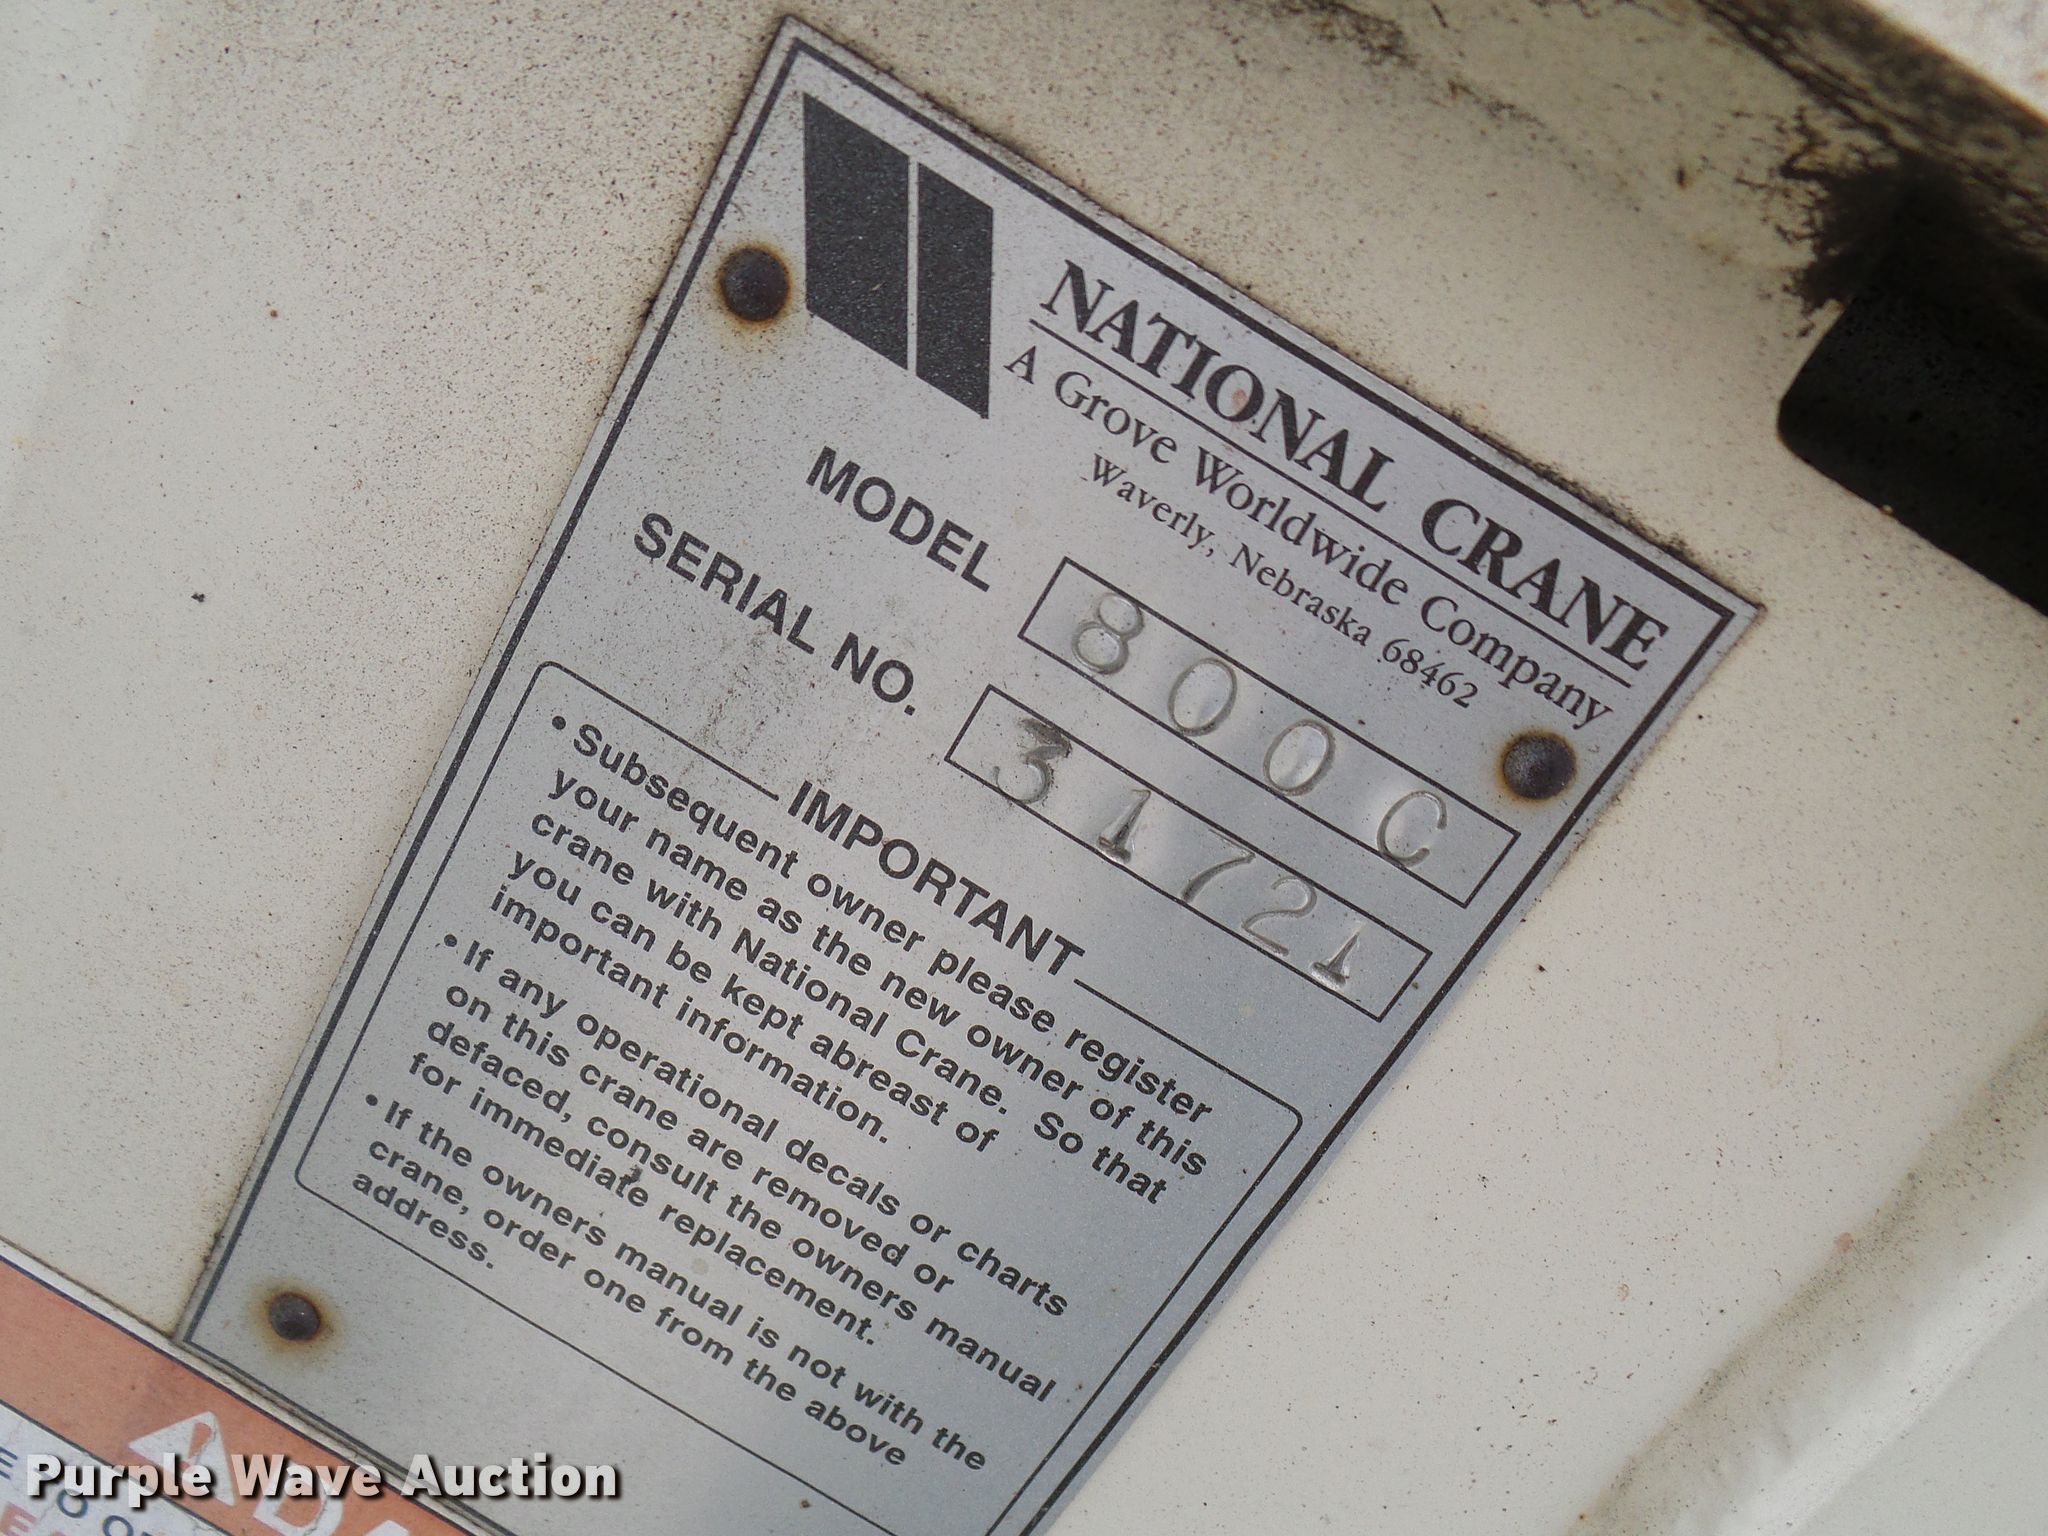 NATIONAL CRANE
A Grove Worldwide Company
Waverly, Nebraska 68462
MODEL 800C
SERIAL NO. 31721
IMPORTANT
• Subsequent owner please register
your name as the new owner of this
crane with National Crane. So that
you can be kept abreast of
important information.
• If any operational decals or charts
on this crane are removed or
defaced, consult the owners manual
for immediate replacement.
• If the owners manual is not with the
crane, order one from the above
address.
Purple Wave Auction